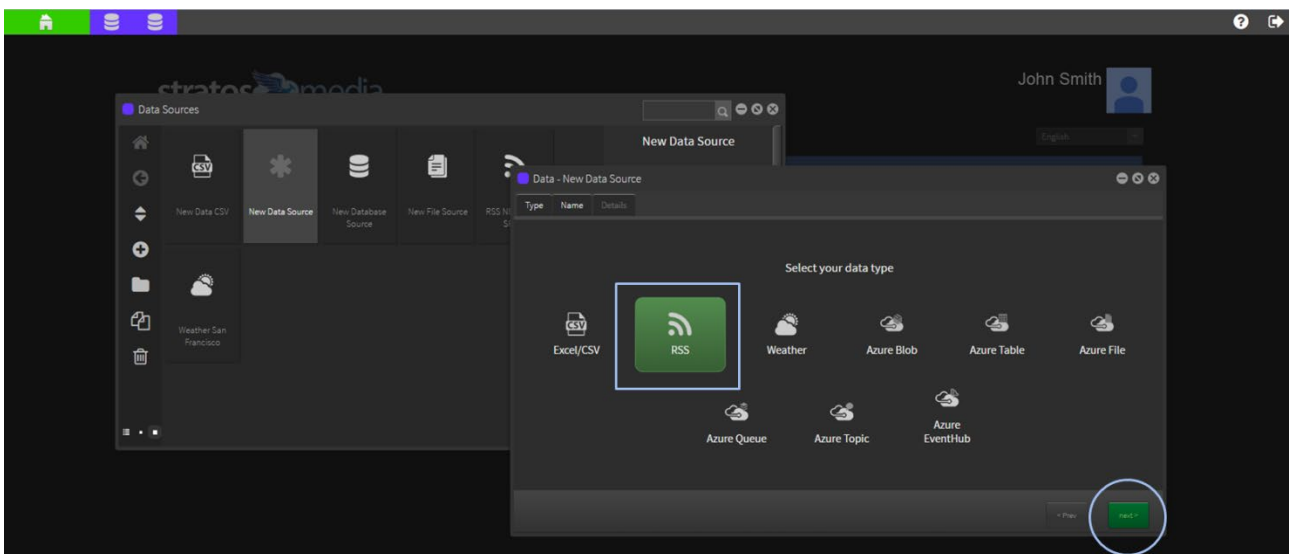 stratos media
John Smith
English
Data Sources
New Data Source
CSV
New Data CSV
New Data Source
New Database
Source
New File Source
RSS
Weather San
Francisco
Data - New Data Source
Type Name Details
Select your data type
CSV
Excel/CSV
RSS
Weather
Azure Blob
Azure Table
Azure File
Azure Queue
Azure Topic
Azure
EventHub
< Prev
next >